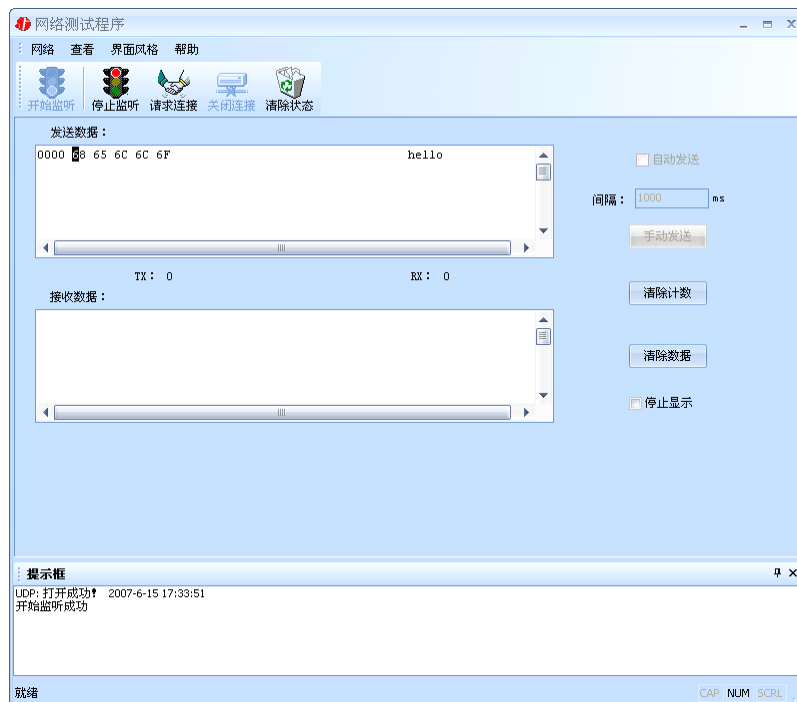 网络测试程序
网络 查看 界面风格 帮助
开始监听 停止监听 请求连接 关闭连接 清除状态
发送数据：
0000 68 65 6C 6C 6F hello
自动发送
间隔： 1000 ms
手动发送
TX： 0 RX： 0
清除计数
接收数据：
清除数据
停止显示
提示框
UDP: 打开成功! 2007-6-15 17:33:51
开始监听成功
就绪 CAP NUM SCRL